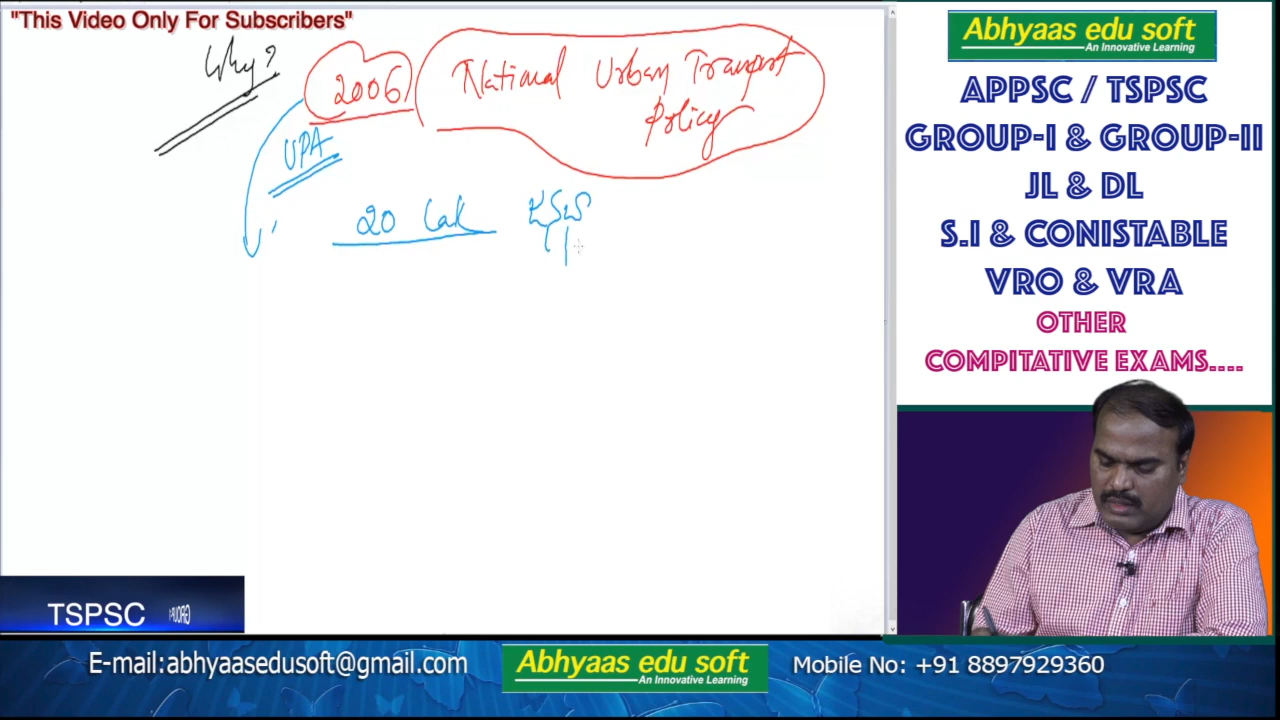 "This Video Only For Subscribers"
Why?
2006
National Urban Transport
Policy
UPA
20 Lak
Abhyaas edu soft
An Innovative Learning
APPSC / TSPSC
GROUP-I & GROUP-II
JL & DL
S.I & CONISTABLE
VRO & VRA
OTHER
COMPITATIVE EXAMS....
TSPSC
E-mail:abhyaasedusoft@gmail.com
Abhyaas edu soft
An Innovative Learning
Mobile No: +91 8897929360